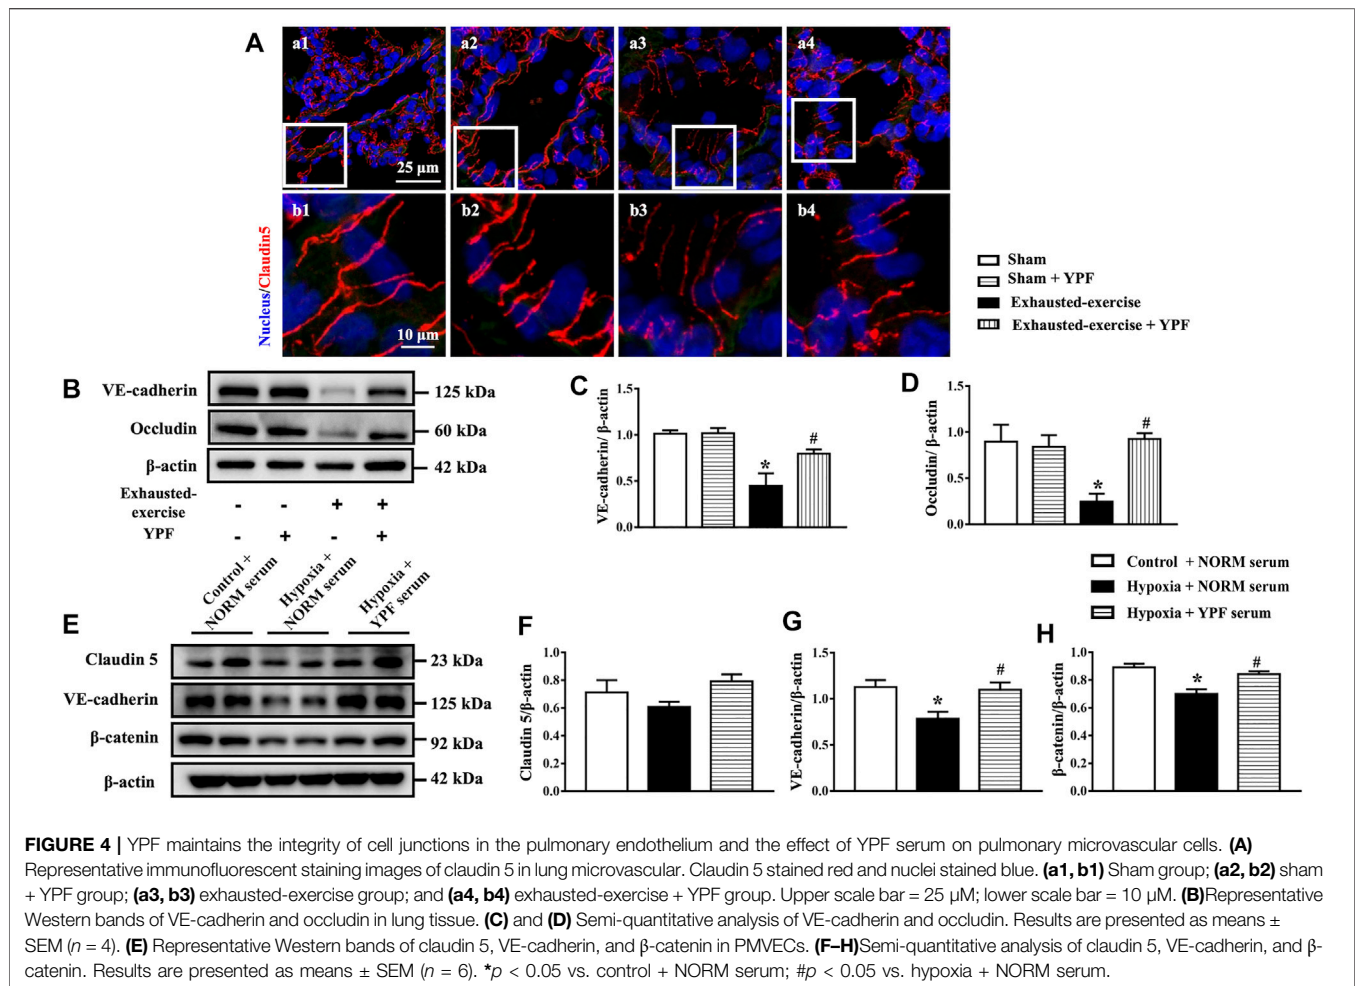 A
a1
a2
a3
a4
25 µm
b1
b2
b3
b4
10 µm
Nucleus/Claudin5
Sham
Sham + YPF
Exhausted-exercise
Exhausted-exercise + YPF
B
VE-cadherin
125 kDa
Occludin
60 kDa
β-actin
42 kDa
Exhausted-
exercise
- - + +
YPF
- + - +
C
VE-cadherin/ β-actin
1.5
1.0
0.5
0.0
*
#
D
Occludin/ β-actin
1.5
1.0
0.5
0.0
*
#
Control + NORM serum
Hypoxia + NORM serum
Hypoxia + YPF serum
E
Control +
NORM serum
Hypoxia +
NORM serum
Hypoxia +
YPF serum
Claudin 5
23 kDa
VE-cadherin
125 kDa
β-catenin
92 kDa
β-actin
42 kDa
F
Claudin 5/β-actin
0.8
0.6
0.4
0.2
0.0
G
VE-cadherin/β-actin
1.5
1.0
0.5
0.0
*
#
H
β-catenin/β-actin
1.0
0.8
0.6
0.4
0.2
0.0
*
#
FIGURE 4 | YPF maintains the integrity of cell junctions in the pulmonary endothelium and the effect of YPF serum on pulmonary microvascular cells. (A)
Representative immunofluorescent staining images of claudin 5 in lung microvascular. Claudin 5 stained red and nuclei stained blue. (a1, b1) Sham group; (a2, b2) sham
+ YPF group; (a3, b3) exhausted-exercise group; and (a4, b4) exhausted-exercise + YPF group. Upper scale bar = 25 µM; lower scale bar = 10 µM. (B)Representative
Western bands of VE-cadherin and occludin in lung tissue. (C) and (D) Semi-quantitative analysis of VE-cadherin and occludin. Results are presented as means ±
SEM (n = 4). (E) Representative Western bands of claudin 5, VE-cadherin, and β-catenin in PMVECs. (F–H)Semi-quantitative analysis of claudin 5, VE-cadherin, and β-
catenin. Results are presented as means ± SEM (n = 6). *p < 0.05 vs. control + NORM serum; #p < 0.05 vs. hypoxia + NORM serum.